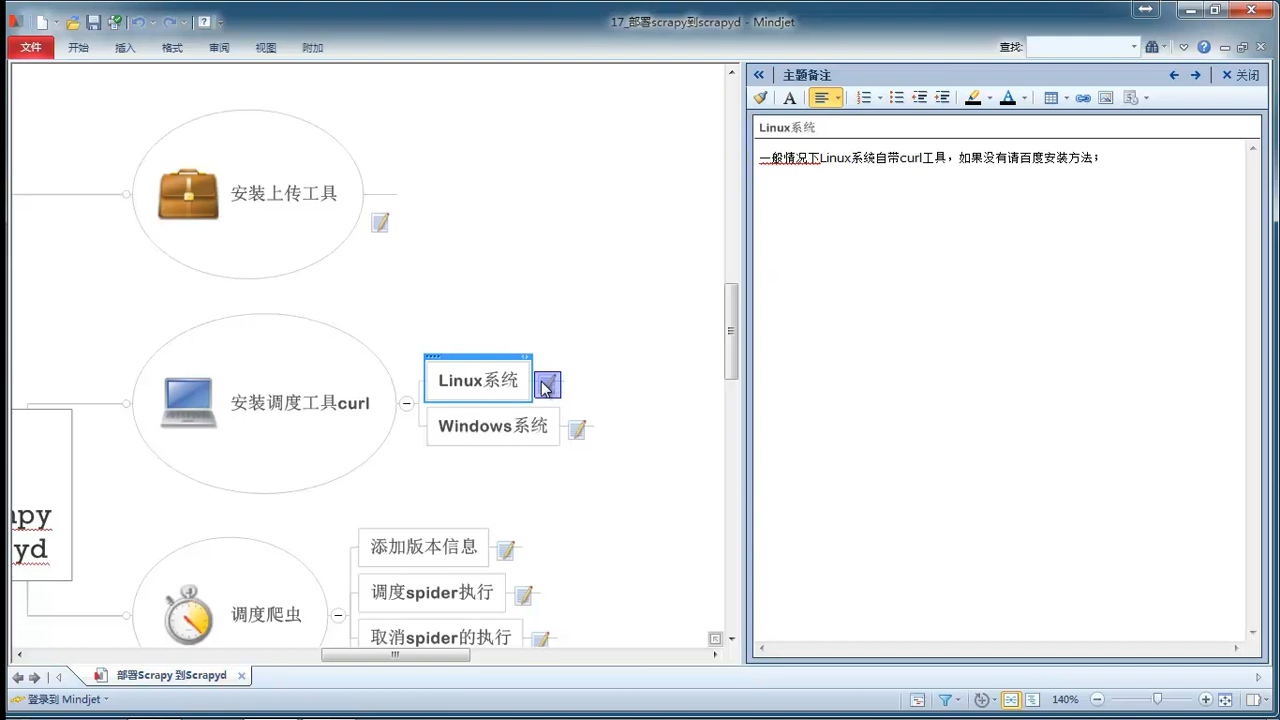 17_部署scrapy到scrapyd - Mindjet
文件 开始 插入 格式 审阅 视图 附加 查找:
主题备注 关闭
Linux系统
一般情况下Linux系统自带curl工具，如果没有请百度安装方法；
安装上传工具
安装调度工具curl
Linux系统
Windows系统
apy
yd
调度爬虫
添加版本信息
调度spider执行
取消spider的执行
部署Scrapy 到Scrapyd
登录到 Mindjet
140%